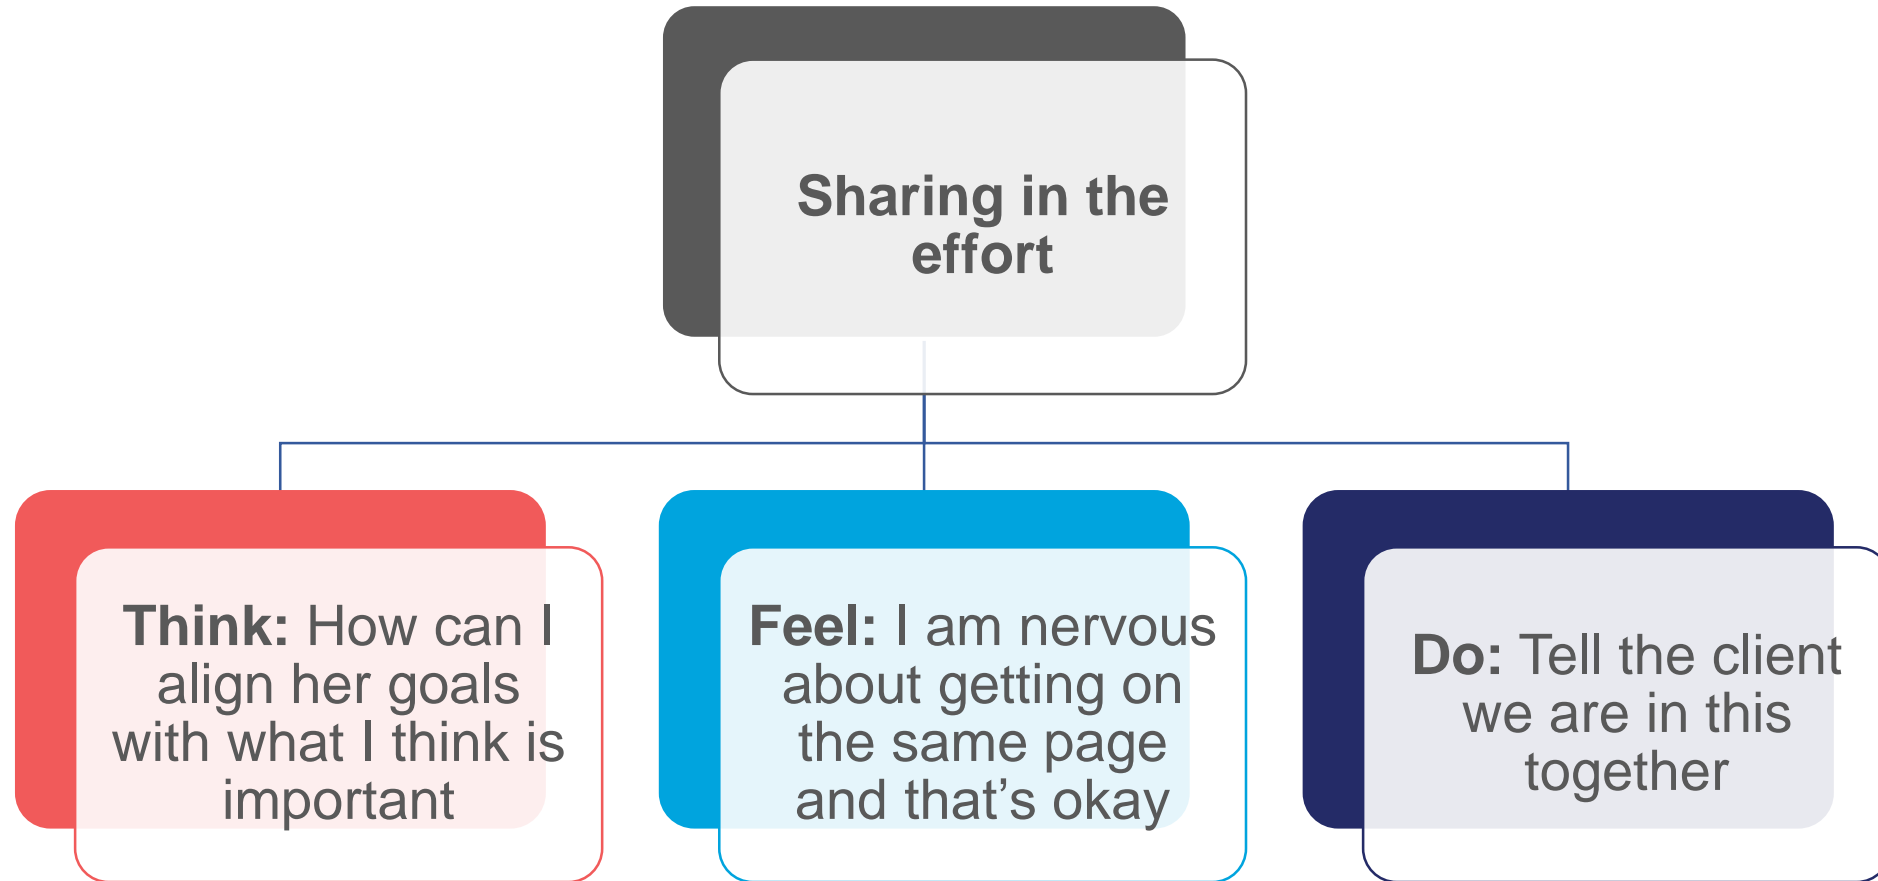 Sharing in the
effort
Think: How can I
align her goals
with what I think is
important
Feel: I am nervous
about getting on
the same page
and that’s okay
Do: Tell the client
we are in this
together